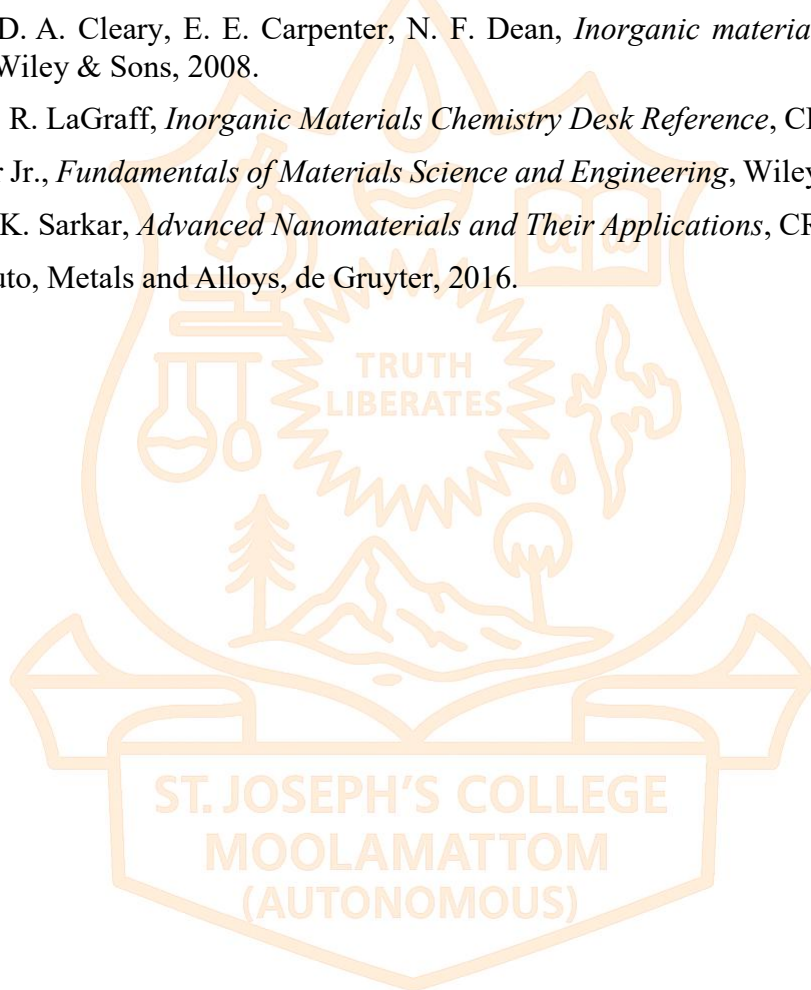 D. A. Cleary, E. E. Carpenter, N. F. Dean, Inorganic materia
Wiley & Sons, 2008.
R. LaGraff, Inorganic Materials Chemistry Desk Reference, CR
r Jr., Fundamentals of Materials Science and Engineering, Wiley
K. Sarkar, Advanced Nanomaterials and Their Applications, CR
uto, Metals and Alloys, de Gruyter, 2016.
α ω
TRUTH
LIBERATES
ST. JOSEPH'S COLLEGE
MOOLAMATTOM
(AUTONOMOUS)